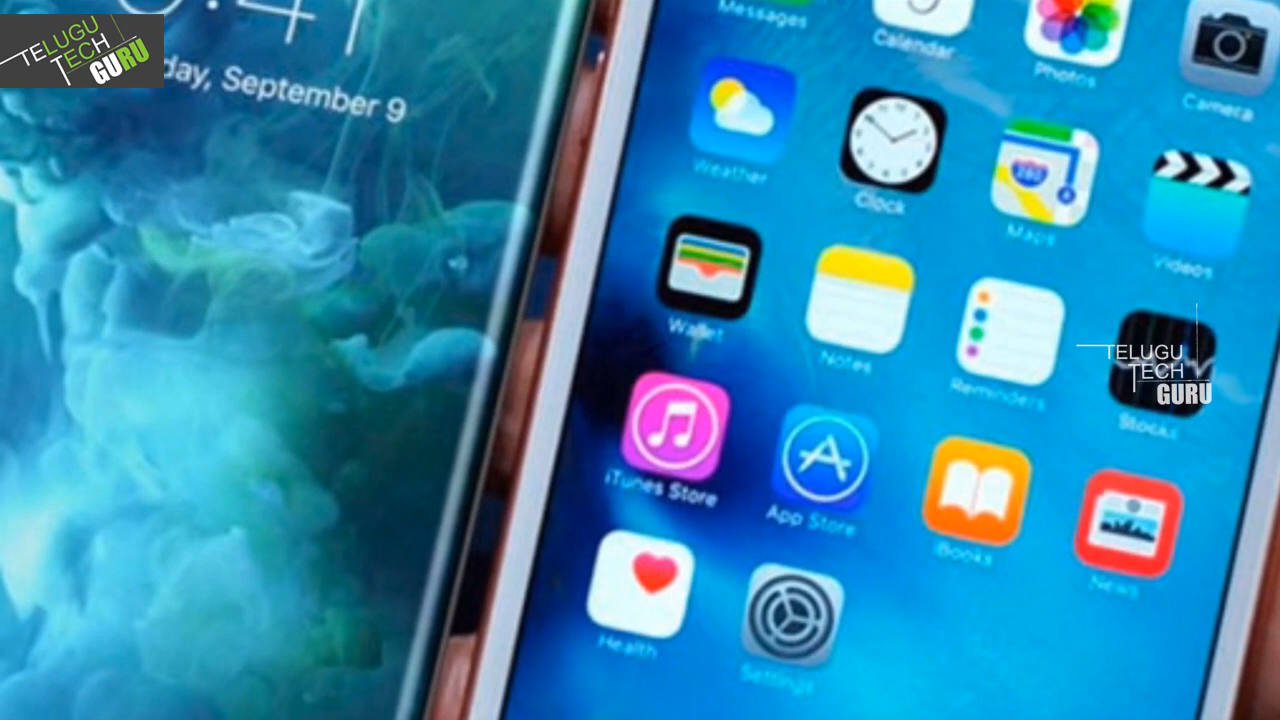 TELUGU
TECH
GURU
day, September 9
Messages
Calendar
Photos
Camera
Weather
Clock
Maps
Videos
280
Wallet
Notes
Reminders
Stocks
TELUGU
TECH
GURU
iTunes Store
App Store
iBooks
News
Health
Settings